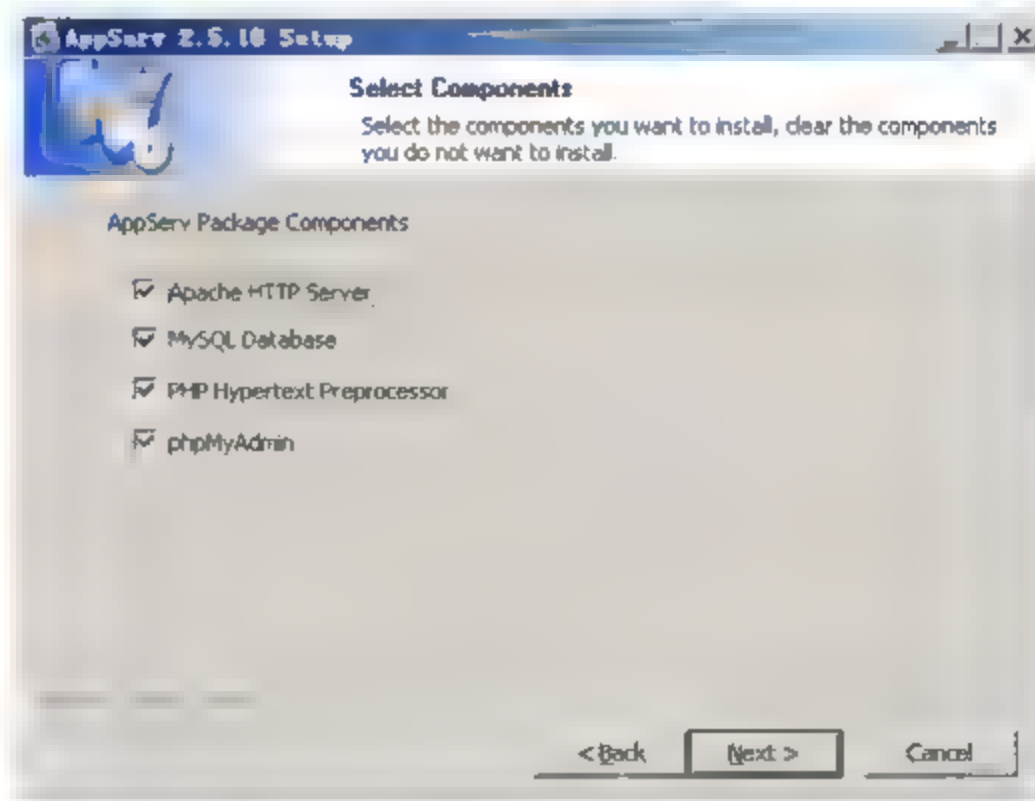 AppServ 2.5.10 Setup
Select Components
Select the components you want to install, clear the components
you do not want to install.
AppServ Package Components
Apache HTTP Server
MySQL Database
PHP Hypertext Preprocessor
phpMyAdmin
< Back
Next >
Cancel